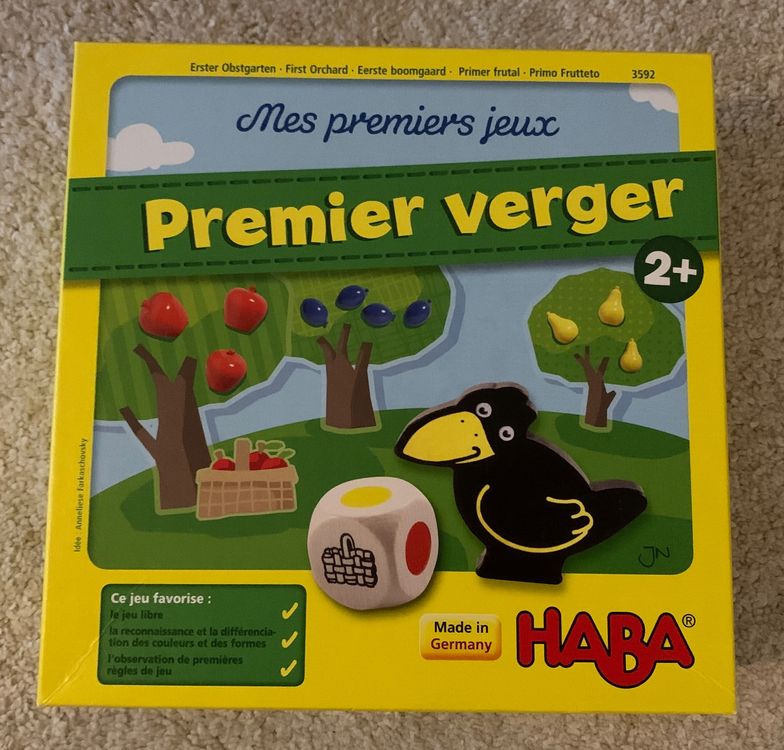 Erster Obstgarten · First Orchard · Eerste boomgaard · Primer frutal · Primo Frutteto 3592
Mes premiers jeux
Premier verger
2+
Idée : Anneliese Farkaschovsky
JN
Ce jeu favorise :
le jeu libre
la reconnaissance et la différencia-
tion des couleurs et des formes
l'observation de premières
règles de jeu
Made in
Germany
HABA®